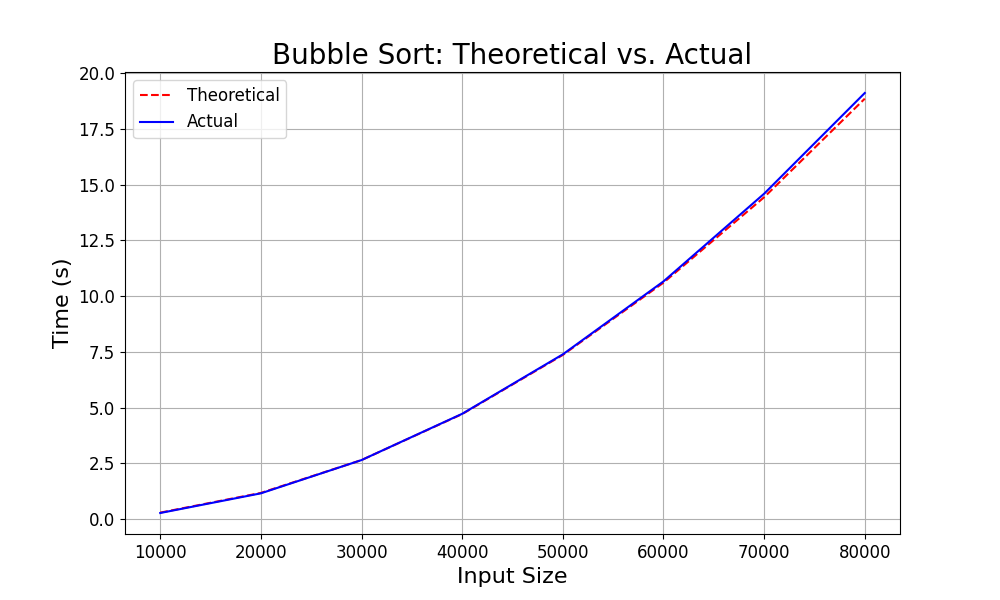 Bubble Sort: Theoretical vs. Actual
Theoretical
Actual
Time (s)
20.0
17.5
15.0
12.5
10.0
7.5
5.0
2.5
0.0
10000 20000 30000 40000 50000 60000 70000 80000
Input Size